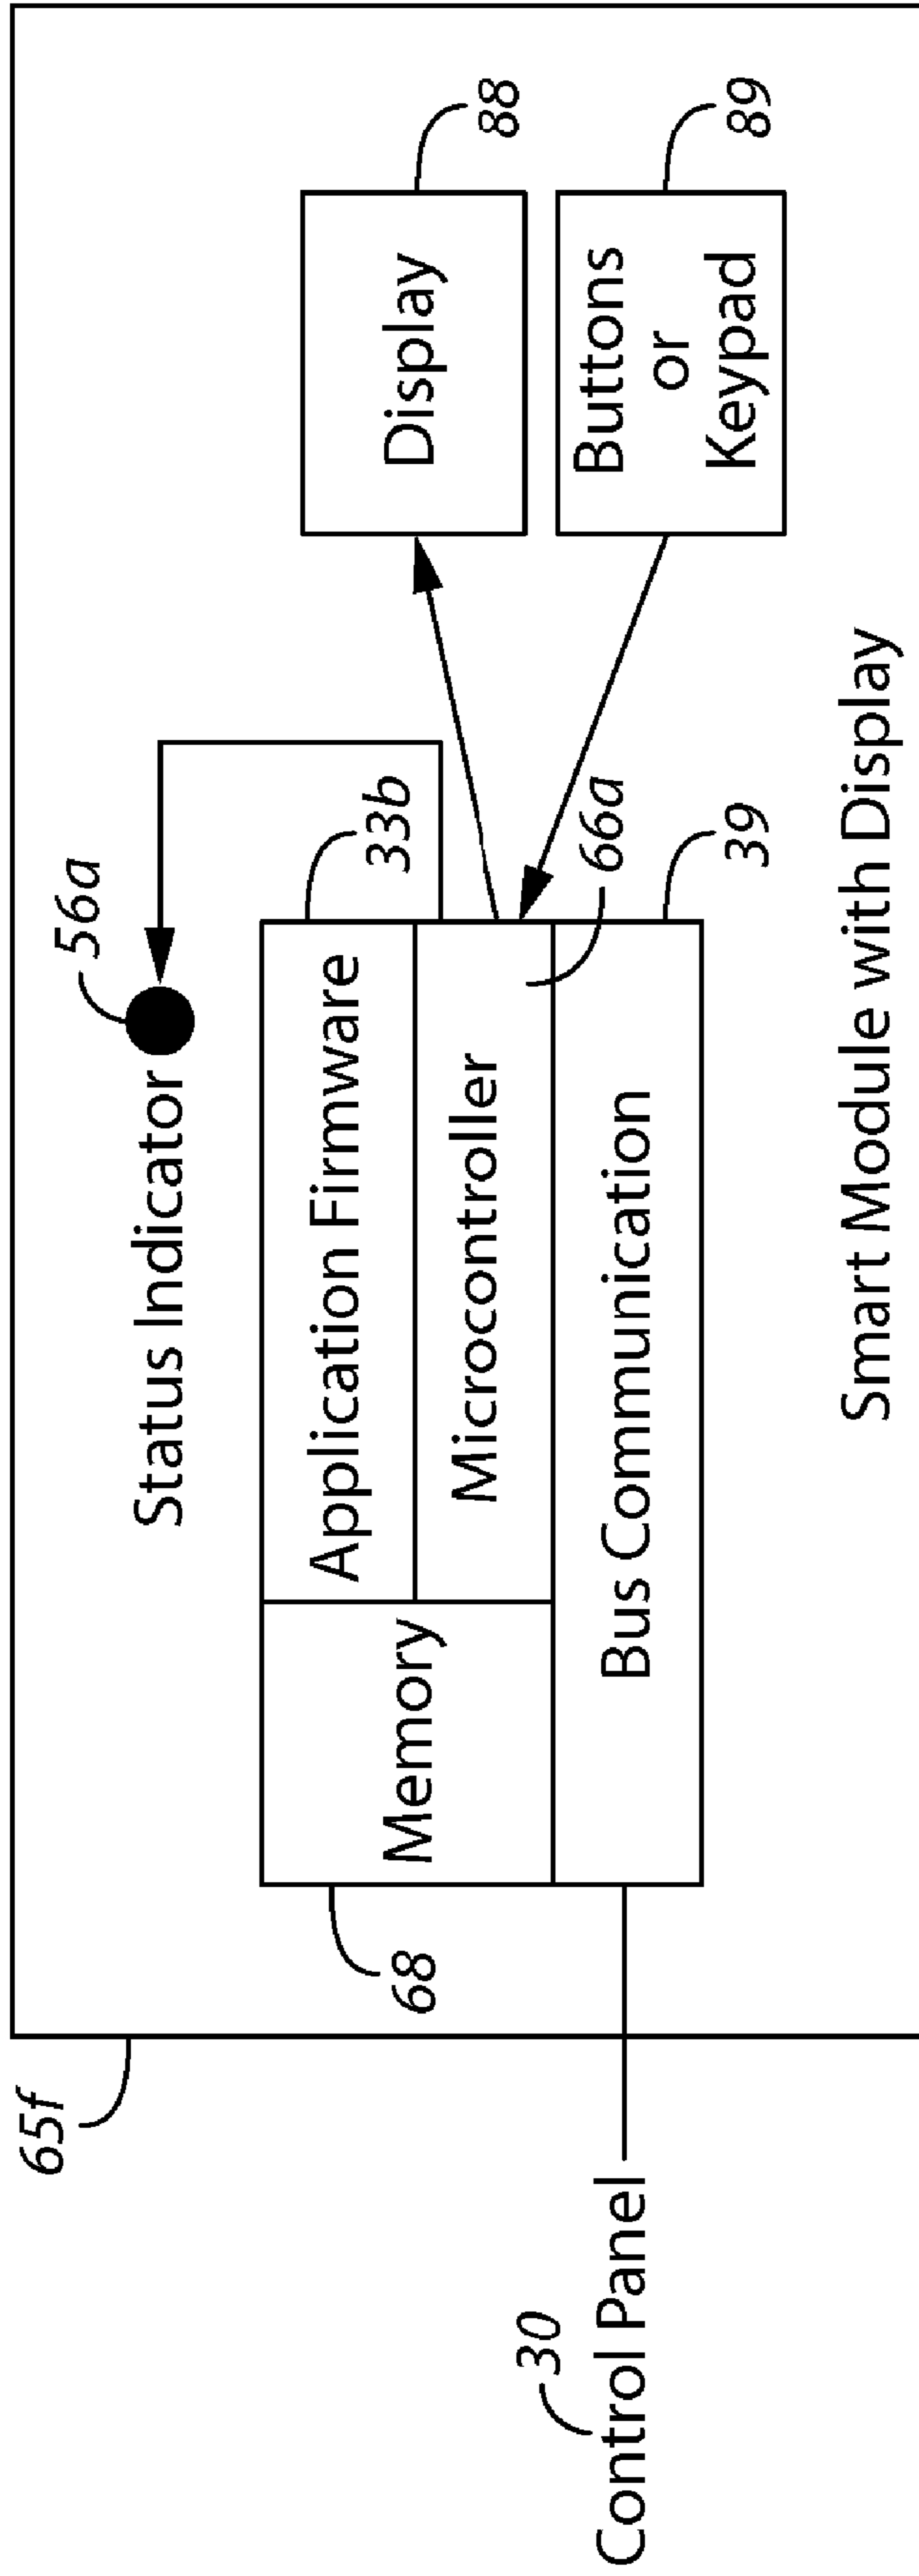 65f
56a
Status Indicator
68
Memory
Application Firmware
33b
Display
88
Microcontroller
66a
30
Control Panel
Bus Communication
39
Buttons
or
Keypad
89
Smart Module with Display